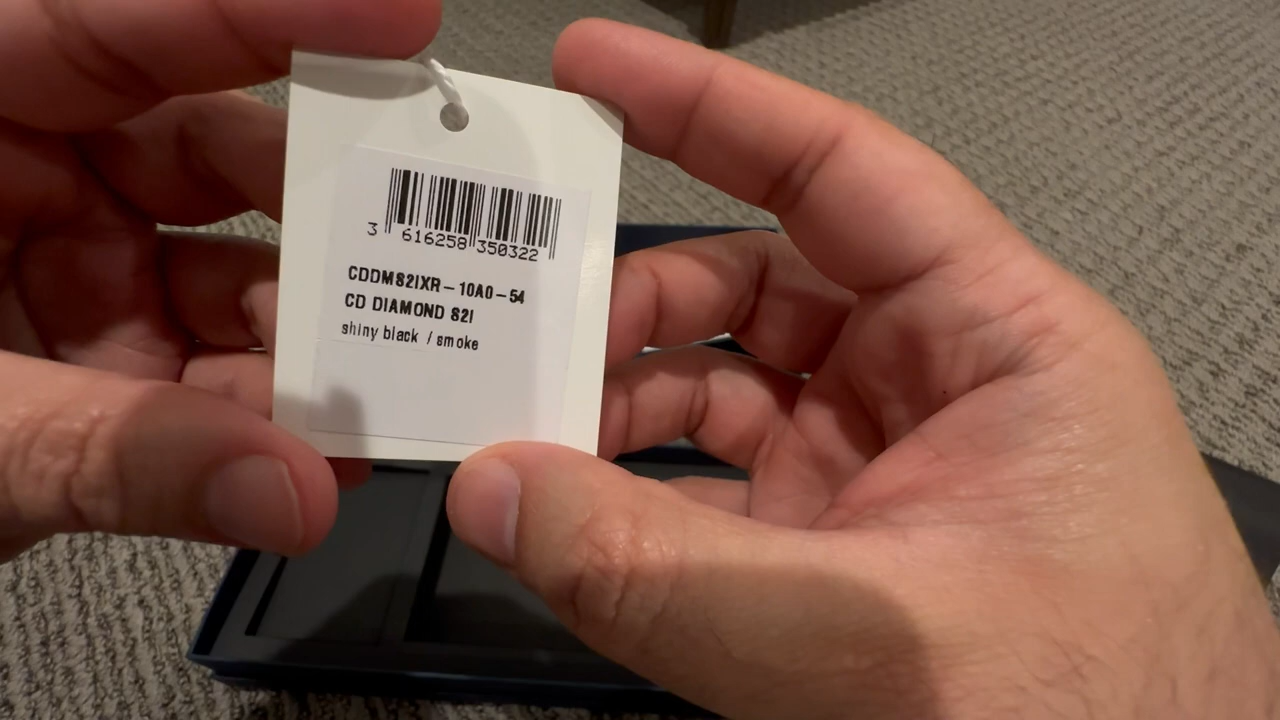 3 616258 350322
CDDMS2IXR-10A0-54
CD DIAMOND S2I
shiny black / smoke